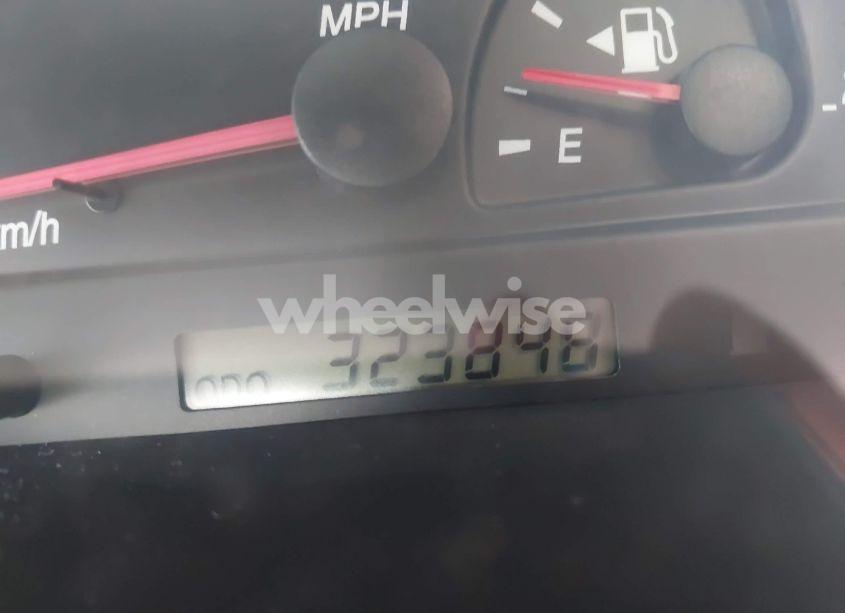 MPH
E
m/h
wheelwise
ODO 323848